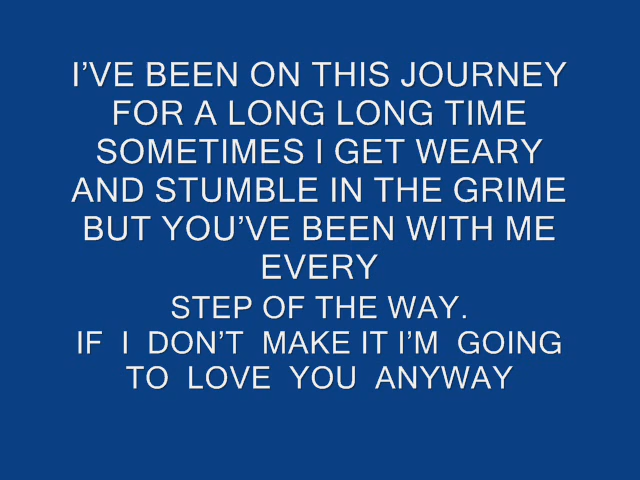 I’VE BEEN ON THIS JOURNEY
FOR A LONG LONG TIME
SOMETIMES I GET WEARY
AND STUMBLE IN THE GRIME
BUT YOU’VE BEEN WITH ME
EVERY
STEP OF THE WAY.
IF I DON’T MAKE IT I’M GOING
TO LOVE YOU ANYWAY